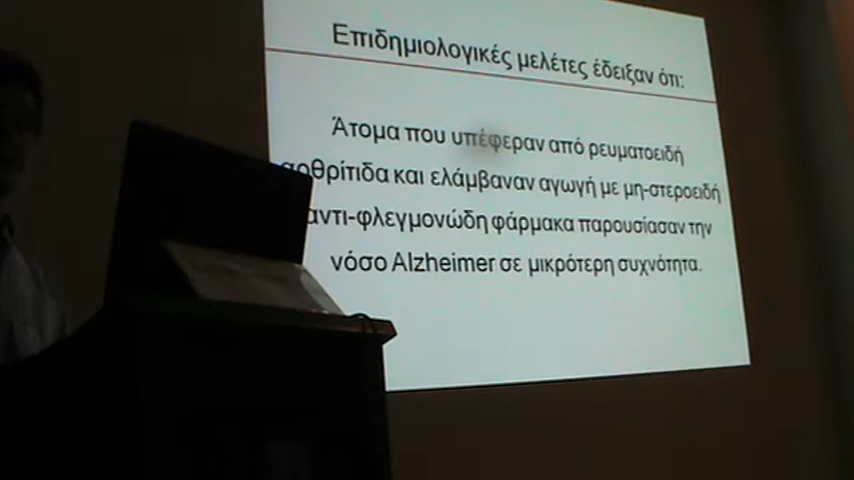 Επιδημιολογικές μελέτες έδειξαν ότι:
Άτομα που υπέφεραν από ρευματοειδή
αρθρίτιδα και ελάμβαναν αγωγή με μη-στεροειδή
αντι-φλεγμονώδη φάρμακα παρουσίασαν την
νόσο Alzheimer σε μικρότερη συχνότητα.